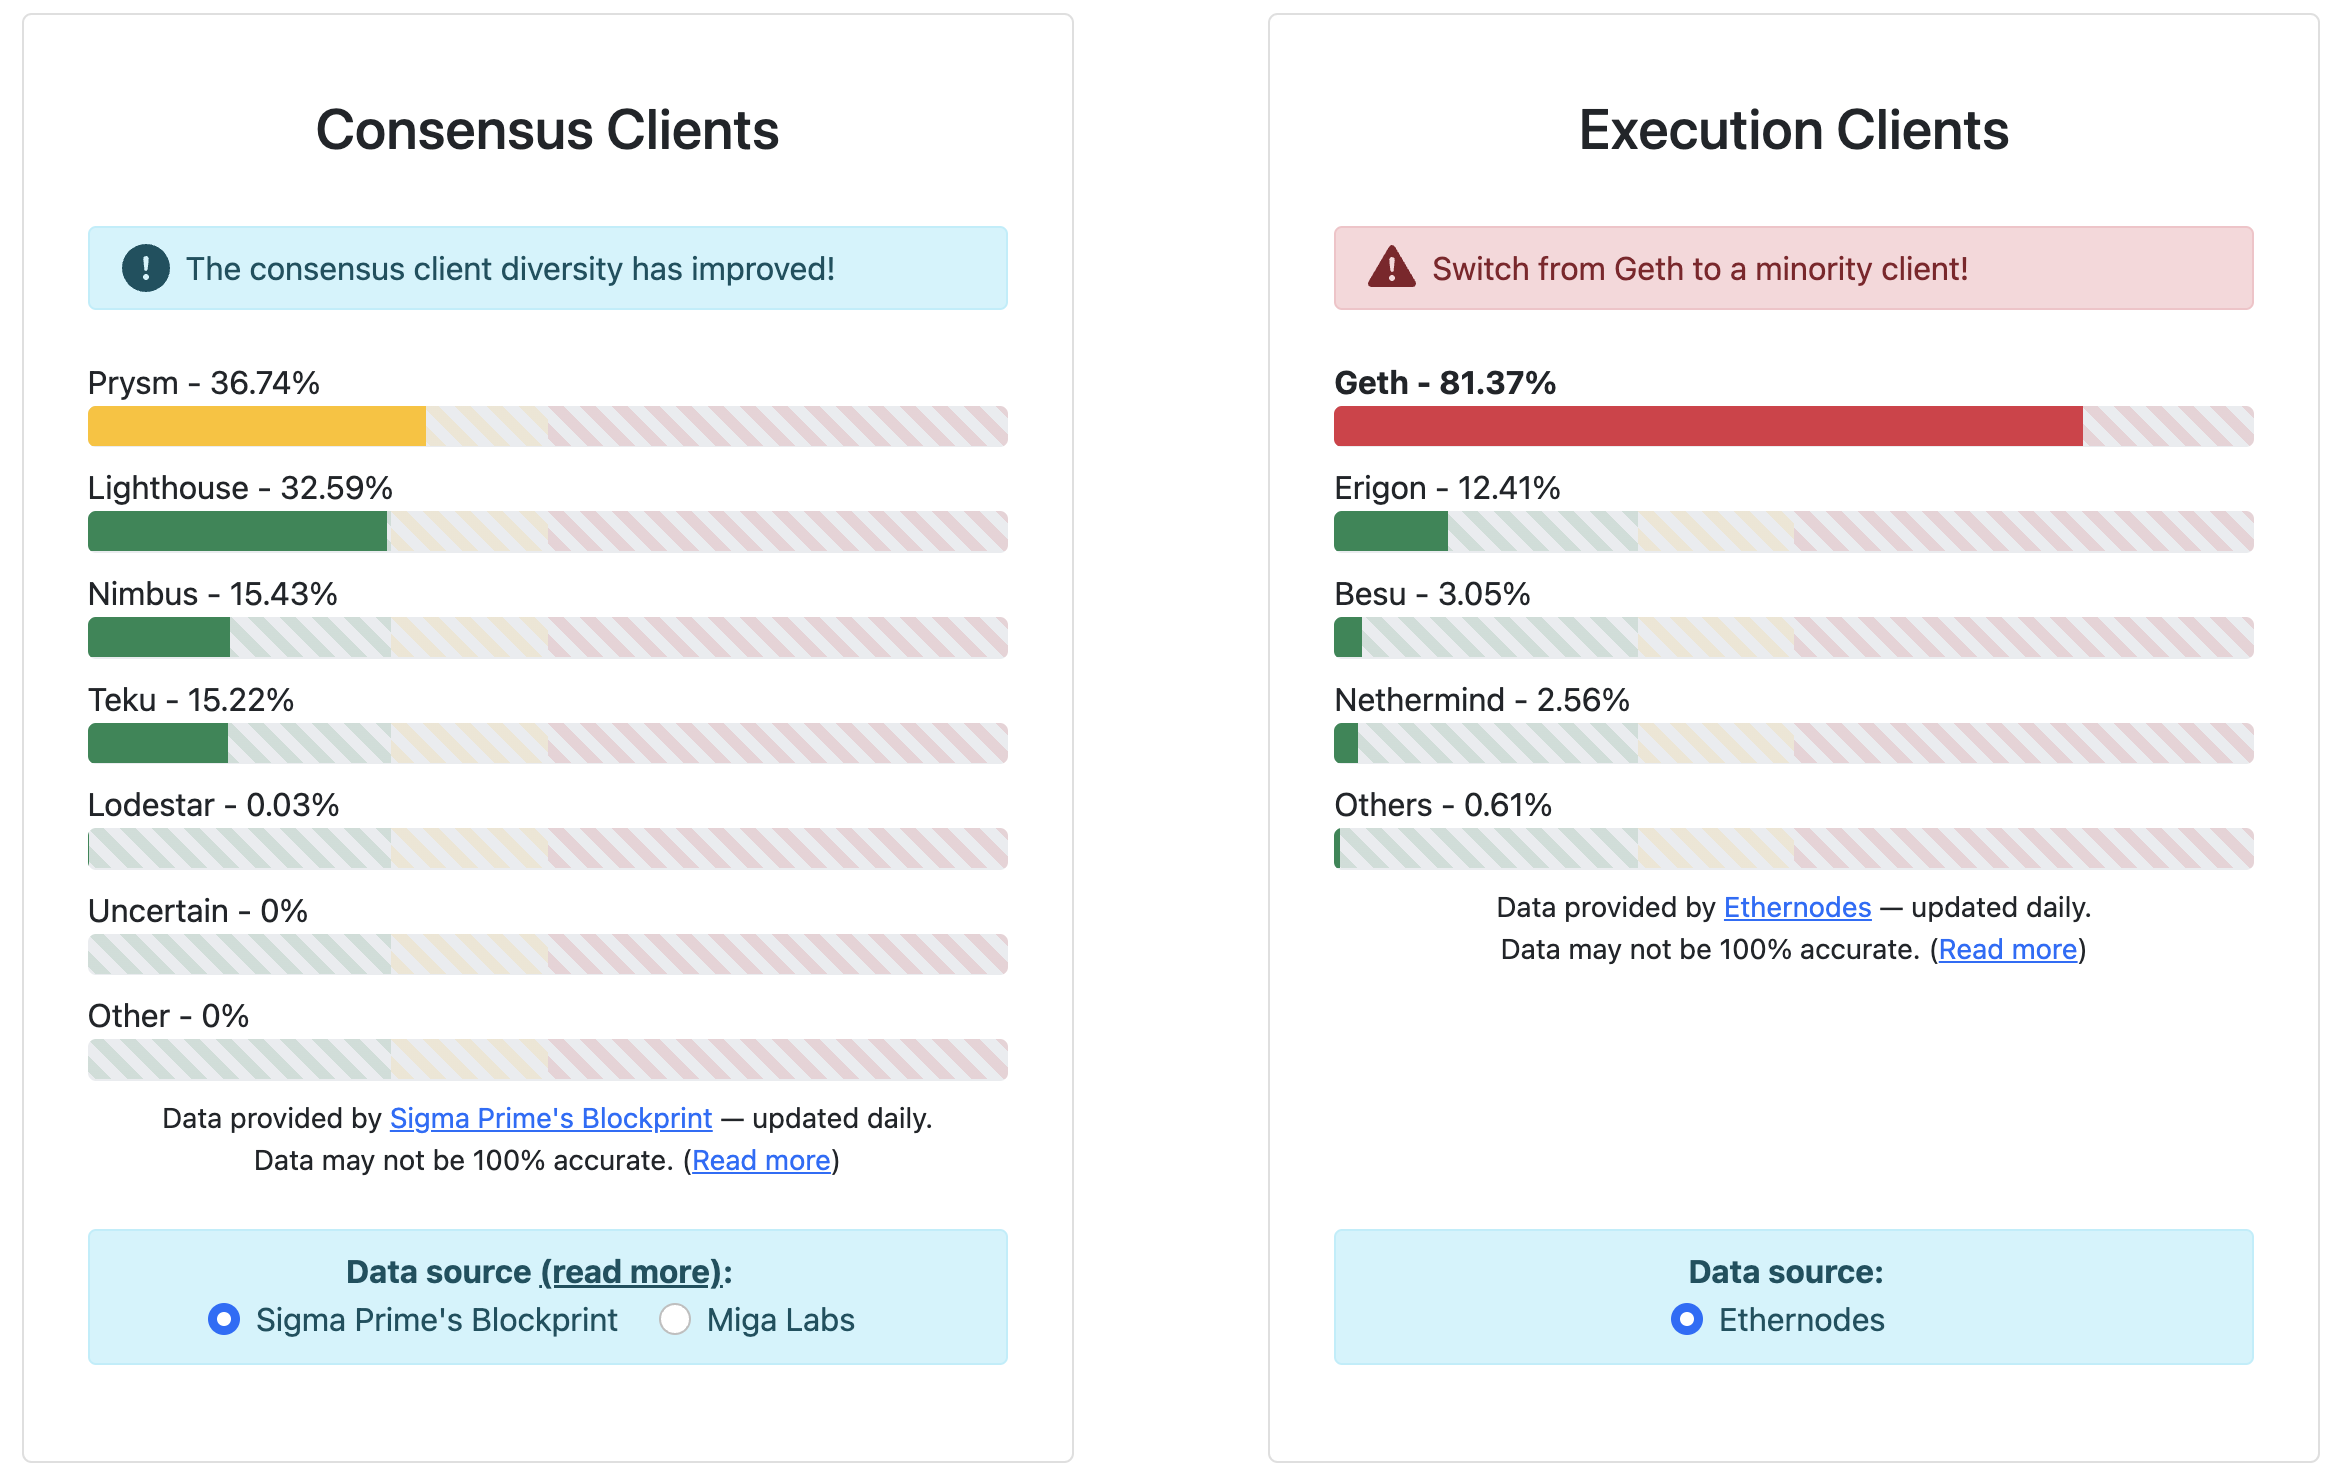 Consensus Clients
The consensus client diversity has improved!
Prysm - 36.74%
Lighthouse - 32.59%
Nimbus - 15.43%
Teku - 15.22%
Lodestar - 0.03%
Uncertain - 0%
Other - 0%
Data provided by Sigma Prime's Blockprint — updated daily.
Data may not be 100% accurate. (Read more)
Data source (read more):
Sigma Prime's Blockprint Miga Labs
Execution Clients
Switch from Geth to a minority client!
Geth - 81.37%
Erigon - 12.41%
Besu - 3.05%
Nethermind - 2.56%
Others - 0.61%
Data provided by Ethernodes — updated daily.
Data may not be 100% accurate. (Read more)
Data source:
Ethernodes